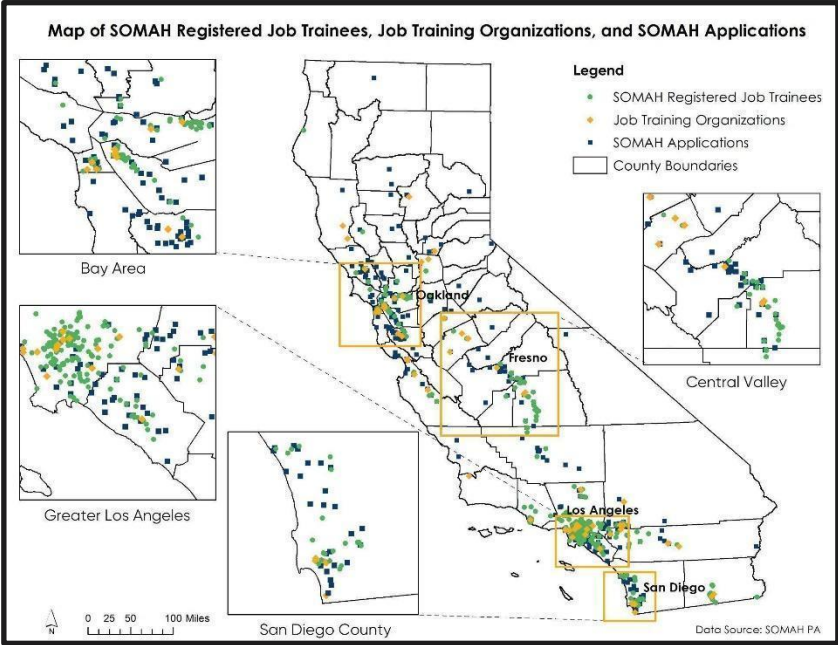 Map of SOMAH Registered Job Trainees, Job Training Organizations, and SOMAH Applications
Legend
SOMAH Registered Job Trainees
Job Training Organizations
SOMAH Applications
County Boundaries
Bay Area
Oakland
Fresno
Central Valley
Greater Los Angeles
Los Angeles
San Diego
San Diego County
N
0 25 50 100 Miles
Data Source: SOMAH PA